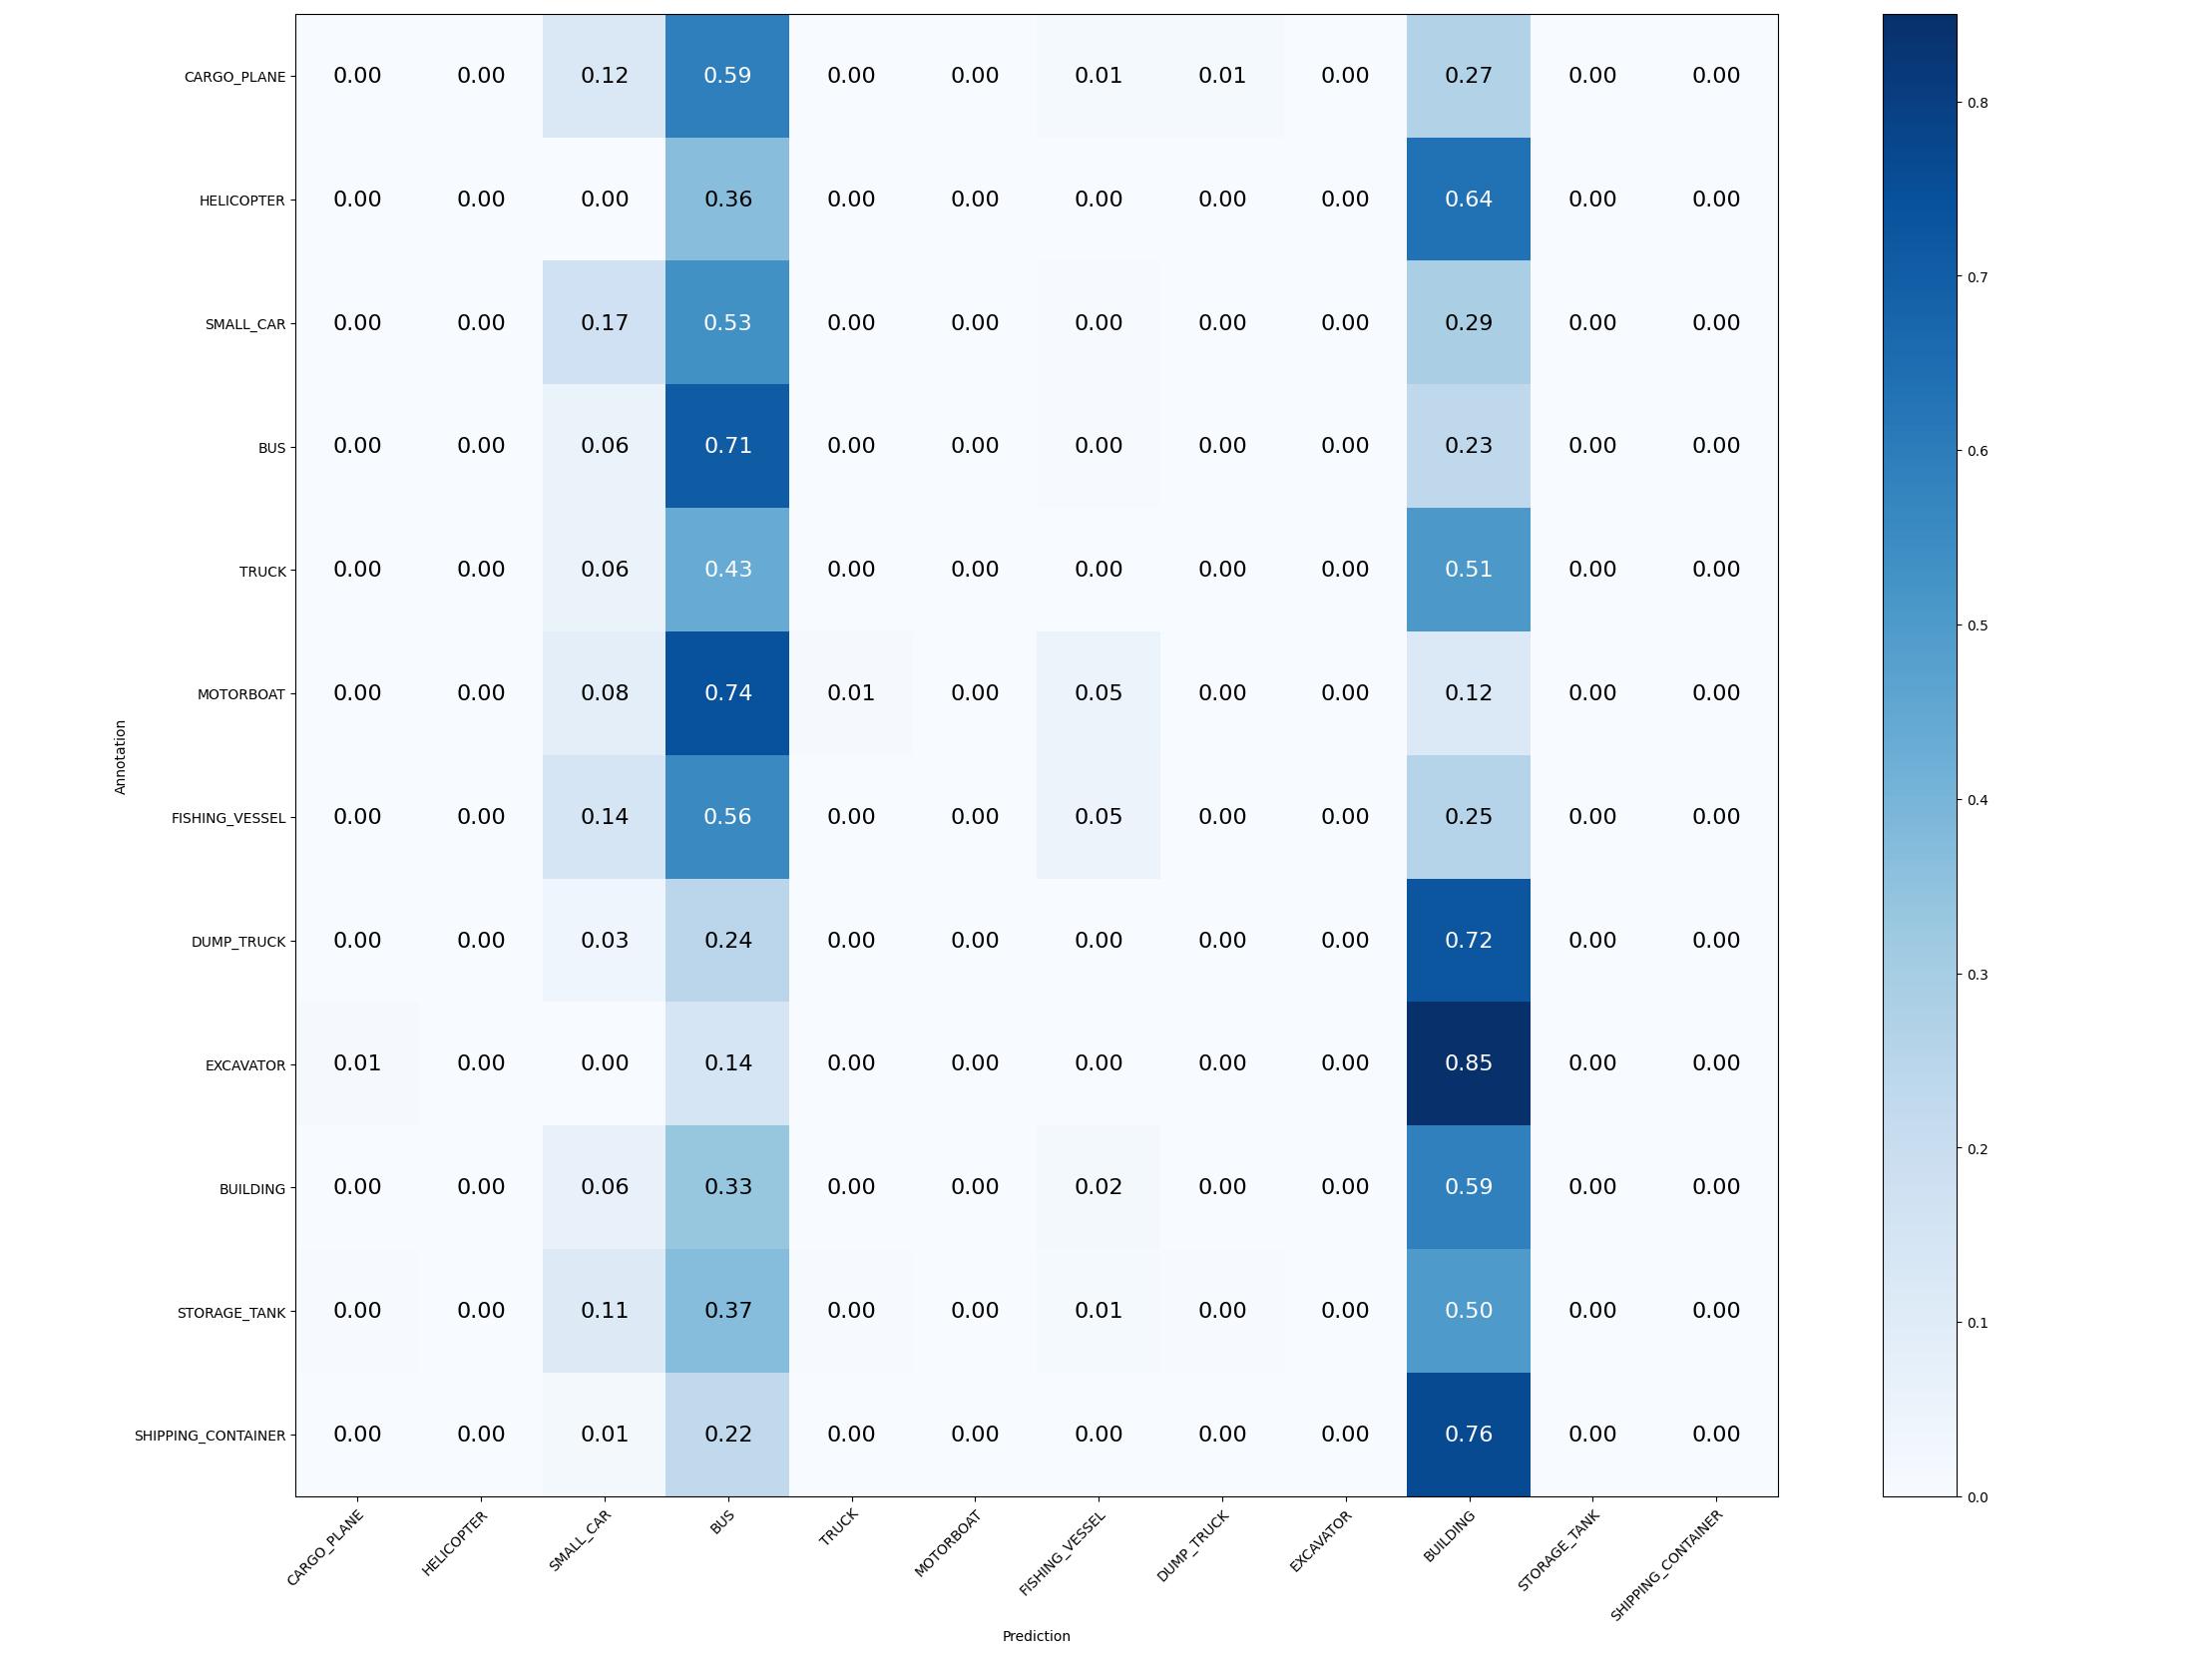 CARGO_PLANE 0.00 0.00 0.12 0.59 0.00 0.00 0.01 0.01 0.00 0.27 0.00 0.00
0.8
HELICOPTER 0.00 0.00 0.00 0.36 0.00 0.00 0.00 0.00 0.00 0.64 0.00 0.00
0.7
SMALL_CAR 0.00 0.00 0.17 0.53 0.00 0.00 0.00 0.00 0.00 0.29 0.00 0.00
BUS 0.00 0.00 0.06 0.71 0.00 0.00 0.00 0.00 0.00 0.23 0.00 0.00
0.6
TRUCK 0.00 0.00 0.06 0.43 0.00 0.00 0.00 0.00 0.00 0.51 0.00 0.00
0.5
MOTORBOAT 0.00 0.00 0.08 0.74 0.01 0.00 0.05 0.00 0.00 0.12 0.00 0.00
Annotation
0.4
FISHING_VESSEL 0.00 0.00 0.14 0.56 0.00 0.00 0.05 0.00 0.00 0.25 0.00 0.00
DUMP_TRUCK 0.00 0.00 0.03 0.24 0.00 0.00 0.00 0.00 0.00 0.72 0.00 0.00
0.3
EXCAVATOR 0.01 0.00 0.00 0.14 0.00 0.00 0.00 0.00 0.00 0.85 0.00 0.00
0.2
BUILDING 0.00 0.00 0.06 0.33 0.00 0.00 0.02 0.00 0.00 0.59 0.00 0.00
STORAGE_TANK 0.00 0.00 0.11 0.37 0.00 0.00 0.01 0.00 0.00 0.50 0.00 0.00
0.1
SHIPPING_CONTAINER 0.00 0.00 0.01 0.22 0.00 0.00 0.00 0.00 0.00 0.76 0.00 0.00
0.0
CARGO_PLANE HELICOPTER SMALL_CAR BUS TRUCK MOTORBOAT FISHING_VESSEL DUMP_TRUCK EXCAVATOR BUILDING STORAGE_TANK SHIPPING_CONTAINER
Prediction